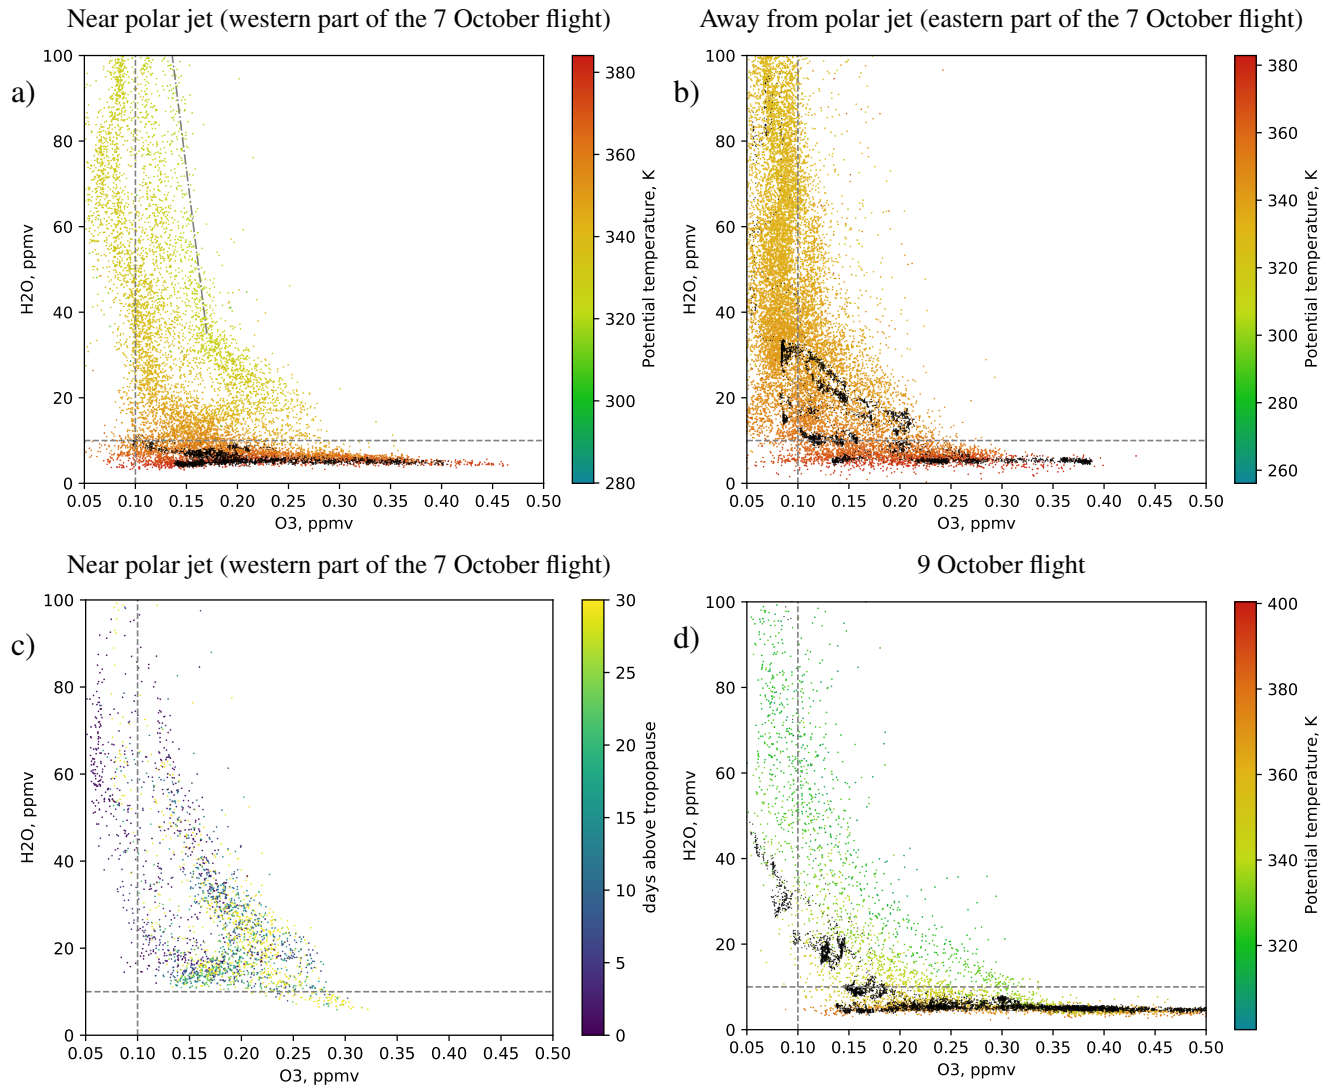 Near polar jet (western part of the 7 October flight)
a)
100
80
60
40
20
0
H2O, ppmv
0.05 0.10 0.15 0.20 0.25 0.30 0.35 0.40 0.45 0.50
O3, ppmv
380
360
340
320
300
280
Potential temperature, K
Away from polar jet (eastern part of the 7 October flight)
b)
100
80
60
40
20
0
H2O, ppmv
0.05 0.10 0.15 0.20 0.25 0.30 0.35 0.40 0.45 0.50
O3, ppmv
380
360
340
320
300
280
260
Potential temperature, K
Near polar jet (western part of the 7 October flight)
c)
100
80
60
40
20
0
H2O, ppmv
0.05 0.10 0.15 0.20 0.25 0.30 0.35 0.40 0.45 0.50
O3, ppmv
30
25
20
15
10
5
0
days above tropopause
9 October flight
d)
100
80
60
40
20
0
H2O, ppmv
0.05 0.10 0.15 0.20 0.25 0.30 0.35 0.40 0.45 0.50
O3, ppmv
400
380
360
340
320
Potential temperature, K